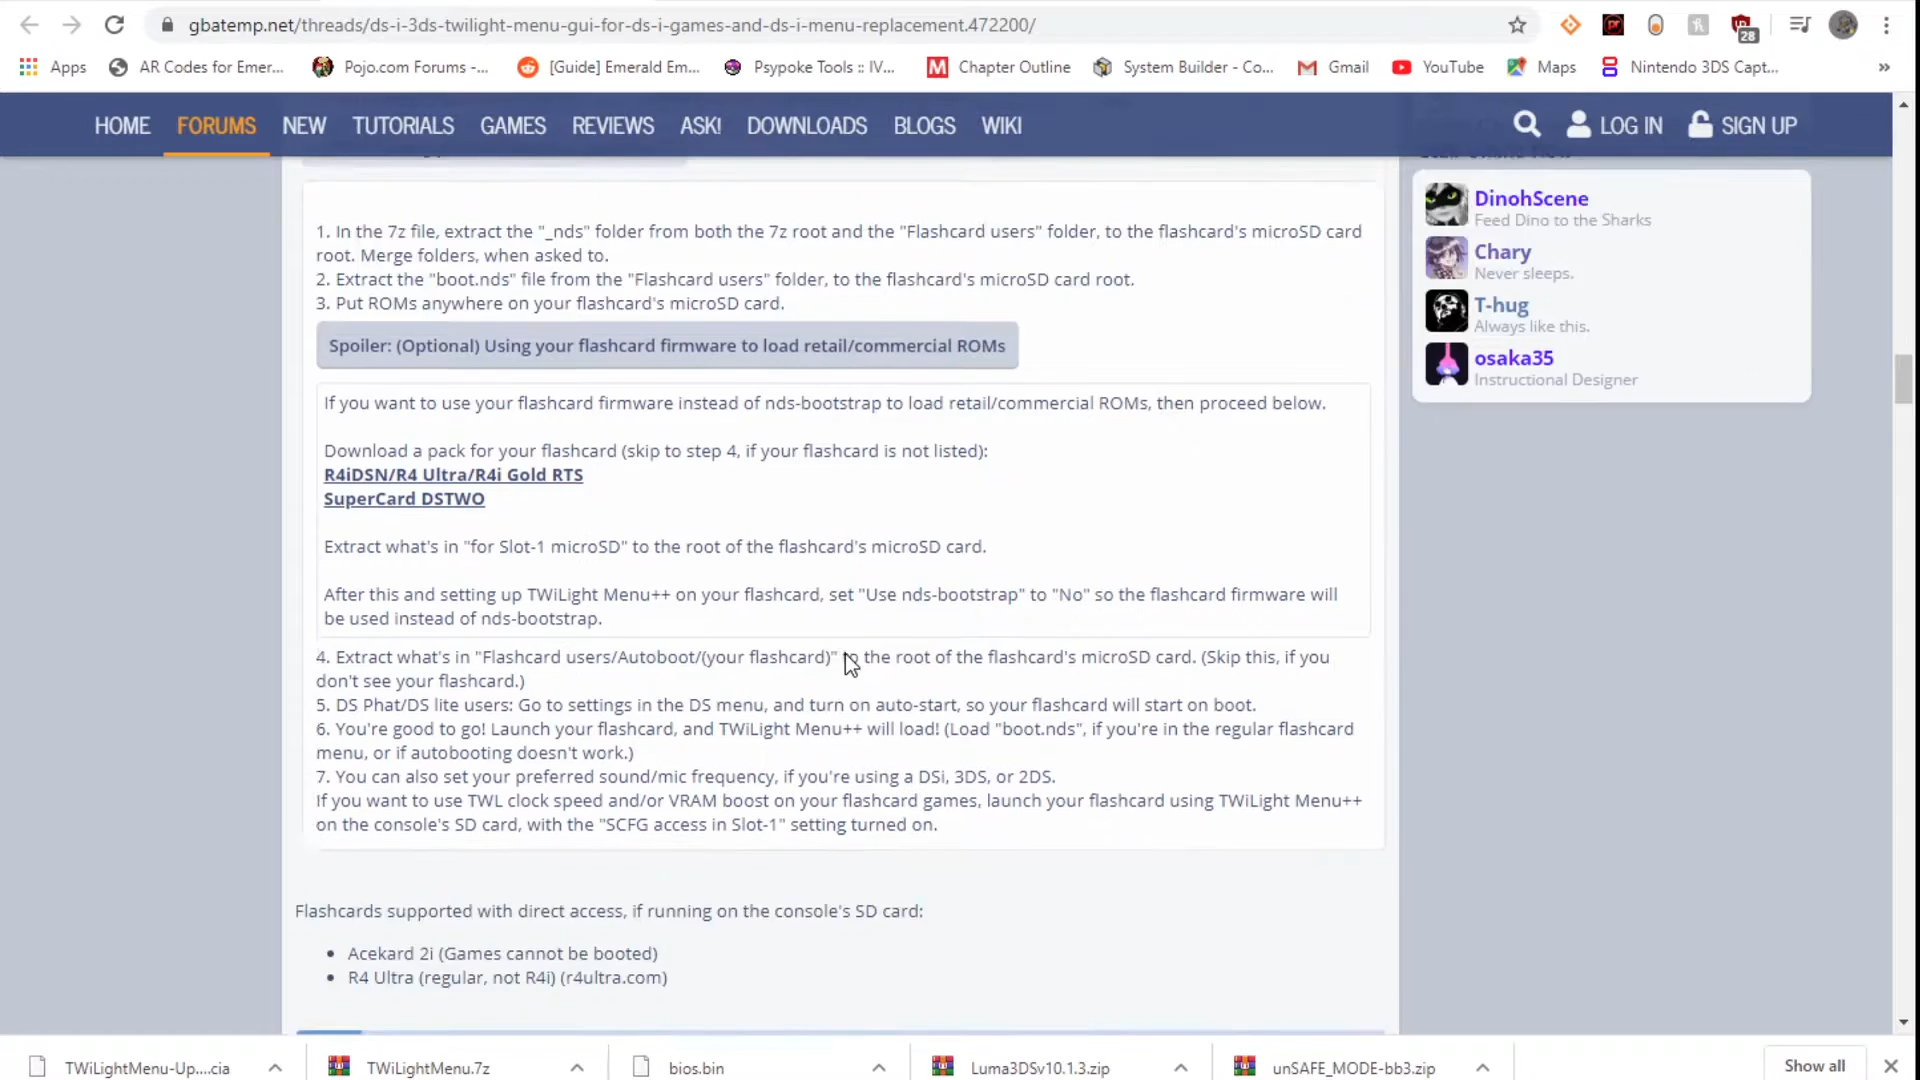 gbatemp.net/threads/ds-i-3ds-twilight-menu-gui-for-ds-i-games-and-ds-i-menu-replacement.472200/
28
Apps
AR Codes for Emer...
Pojo.com Forums -...
[Guide] Emerald Em...
Psypoke Tools :: IV...
Chapter Outline
System Builder - Co...
Gmail
YouTube
Maps
Nintendo 3DS Capt...
»
HOME
FORUMS
NEW
TUTORIALS
GAMES
REVIEWS
ASK!
DOWNLOADS
BLOGS
WIKI
LOG IN
SIGN UP
1. In the 7z file, extract the "_nds" folder from both the 7z root and the "Flashcard users" folder, to the flashcard's microSD card
root. Merge folders, when asked to.
2. Extract the "boot.nds" file from the "Flashcard users" folder, to the flashcard's microSD card root.
3. Put ROMs anywhere on your flashcard's microSD card.
Spoiler: (Optional) Using your flashcard firmware to load retail/commercial ROMs
If you want to use your flashcard firmware instead of nds-bootstrap to load retail/commercial ROMs, then proceed below.
Download a pack for your flashcard (skip to step 4, if your flashcard is not listed):
R4iDSN/R4 Ultra/R4i Gold RTS
SuperCard DSTWO
Extract what's in "for Slot-1 microSD" to the root of the flashcard's microSD card.
After this and setting up TWiLight Menu++ on your flashcard, set "Use nds-bootstrap" to "No" so the flashcard firmware will
be used instead of nds-bootstrap.
4. Extract what's in "Flashcard users/Autoboot/(your flashcard)" to the root of the flashcard's microSD card. (Skip this, if you
don't see your flashcard.)
5. DS Phat/DS lite users: Go to settings in the DS menu, and turn on auto-start, so your flashcard will start on boot.
6. You're good to go! Launch your flashcard, and TWiLight Menu++ will load! (Load "boot.nds", if you're in the regular flashcard
menu, or if autobooting doesn't work.)
7. You can also set your preferred sound/mic frequency, if you're using a DSi, 3DS, or 2DS.
If you want to use TWL clock speed and/or VRAM boost on your flashcard games, launch your flashcard using TWiLight Menu++
on the console's SD card, with the "SCFG access in Slot-1" setting turned on.
Flashcards supported with direct access, if running on the console's SD card:
• Acekard 2i (Games cannot be booted)
• R4 Ultra (regular, not R4i) (r4ultra.com)
DinohScene
Feed Dino to the Sharks
Chary
Never sleeps.
T-hug
Always like this.
osaka35
Instructional Designer
TWiLightMenu-Up....cia
TWiLightMenu.7z
bios.bin
Luma3DSv10.1.3.zip
unSAFE_MODE-bb3.zip
Show all